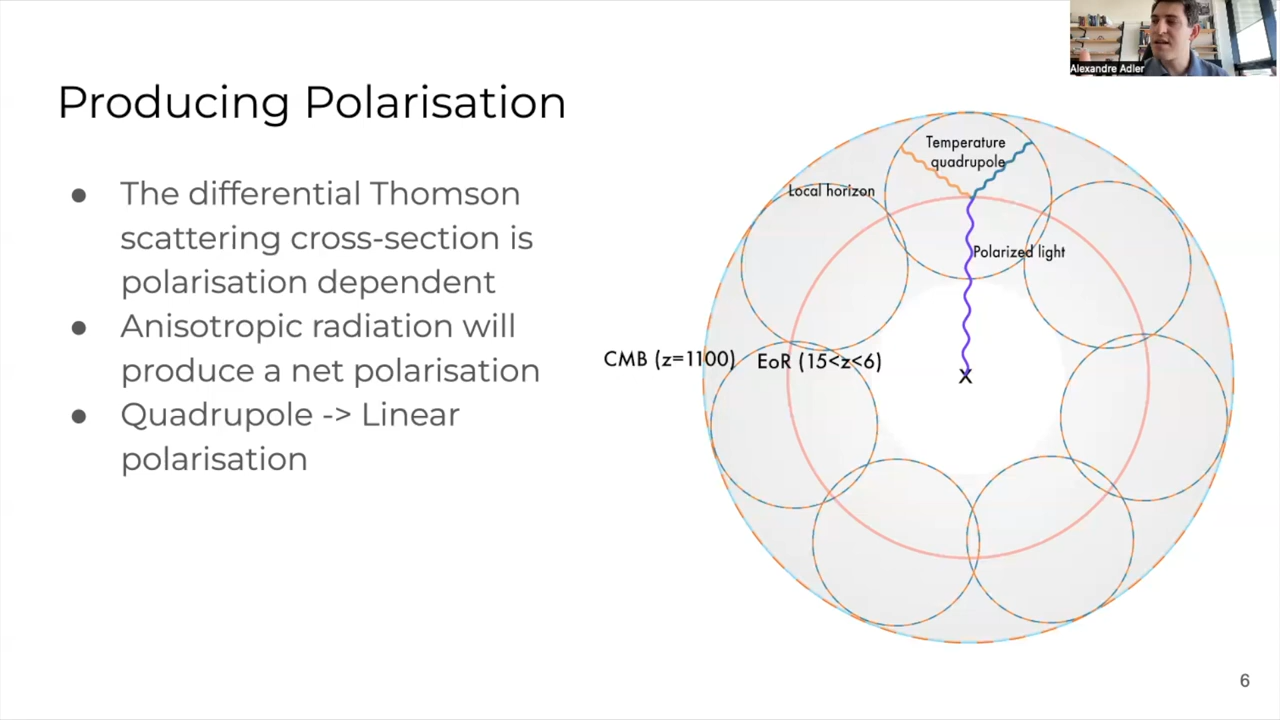 Alexandre Adler
Producing Polarisation
● The differential Thomson
scattering cross-section is
polarisation dependent
● Anisotropic radiation will
produce a net polarisation
● Quadrupole -> Linear
polarisation
Temperature
quadrupole
Local horizon
Polarized light
CMB (z=1100)
EoR (15<z<6)
X
6